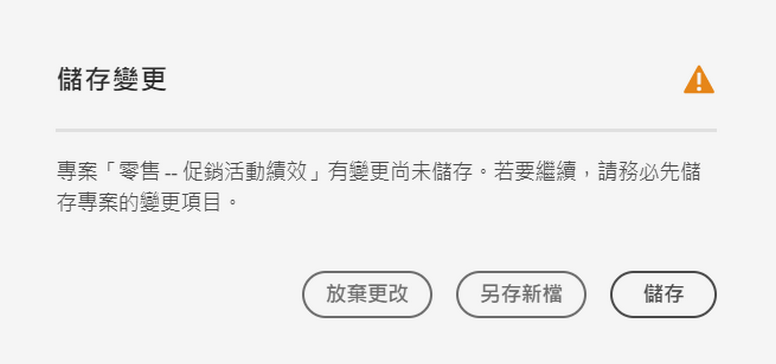 儲存變更
專案「零售 -- 促銷活動績效」有變更尚未儲存。若要繼續，請務必先儲
存專案的變更項目。
放棄更改 另存新檔 儲存